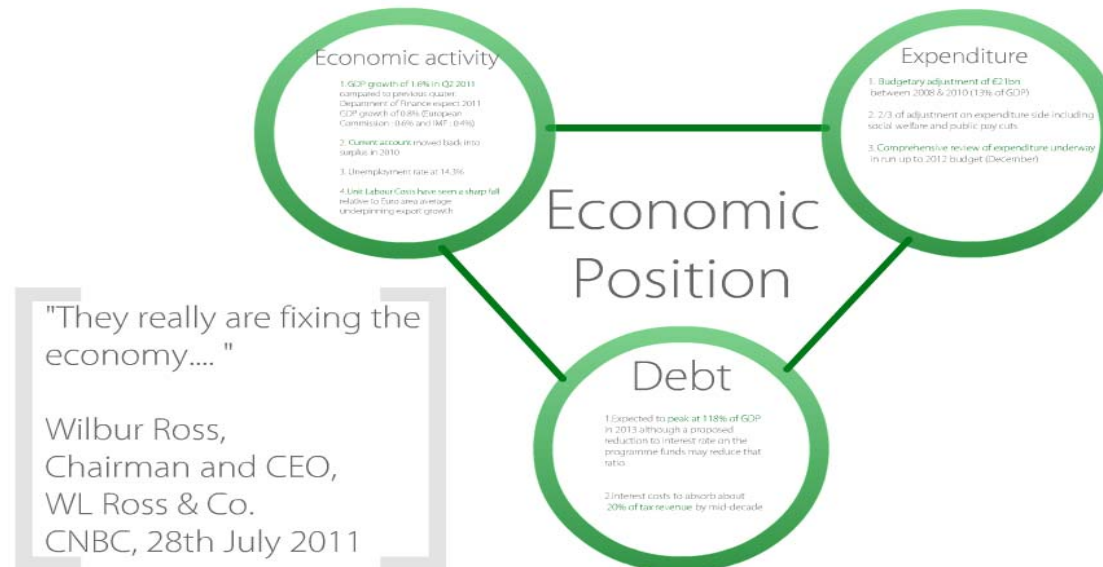 Economic activity
1. GDP growth of 1.6% in Q2 2011
compared to previous quarter.
Department of Finance expect 2011
GDP growth of 0.8% (European
Commission : 0.6% and IMF : 0.4%)
2. Current account moved back into
surplus in 2010
3. Unemployment rate at 14.3%
4. Unit Labour Costs have seen a sharp fall
relative to Euro area average
underpinning export growth
Expenditure
1. Budgetary adjustment of €21bn
between 2008 & 2010 (13% of GDP)
2. 2/3 of adjustment on expenditure side including
social welfare and public pay cuts
3. Comprehensive review of expenditure underway
in run up to 2012 budget (December)
Economic
Position
Debt
1.Expected to peak at 118% of GDP
in 2013 although a proposed
reduction to interest rate on the
programme funds may reduce that
ratio
2.Interest costs to absorb about
20% of tax revenue by mid-decade
"They really are fixing the
economy.... "
Wilbur Ross,
Chairman and CEO,
WL Ross & Co.
CNBC, 28th July 2011